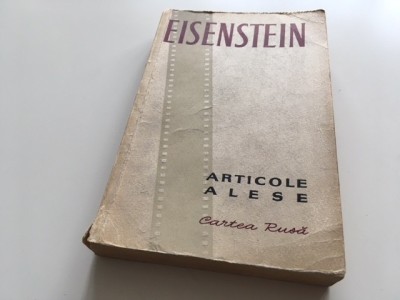 EISENSTEIN
ARTICOLE
ALESE
Cartea Rusă